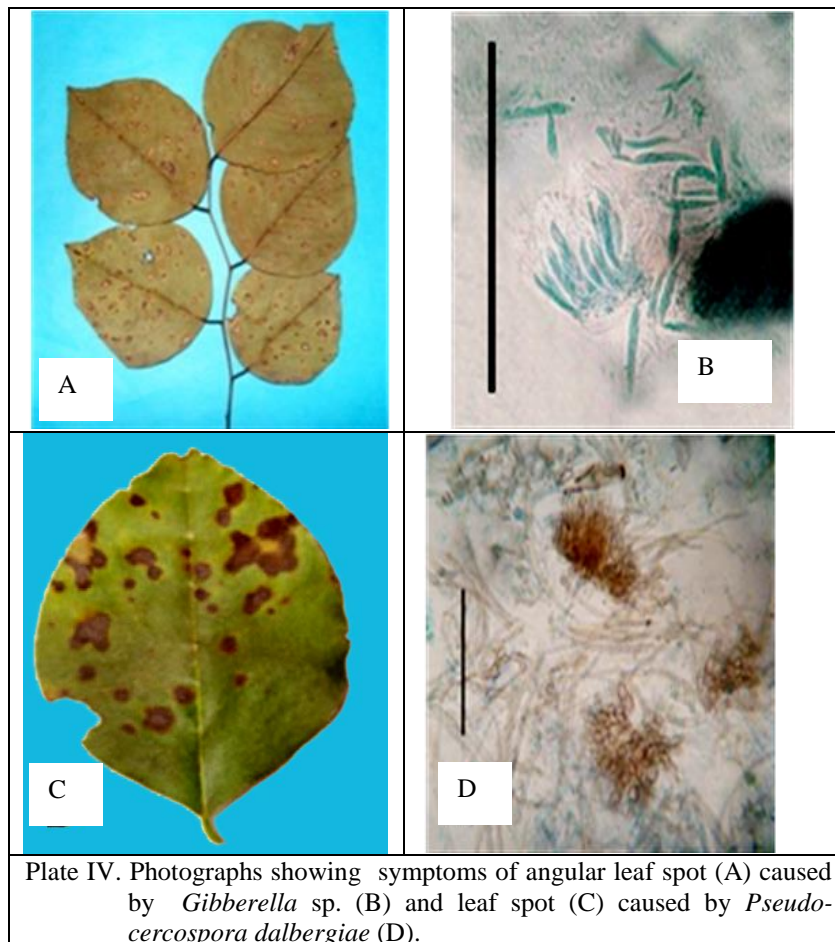 A
B
C
D
Plate IV. Photographs showing symptoms of angular leaf spot (A) caused
by Gibberella sp. (B) and leaf spot (C) caused by Pseudo-
cercospora dalbergiae (D).